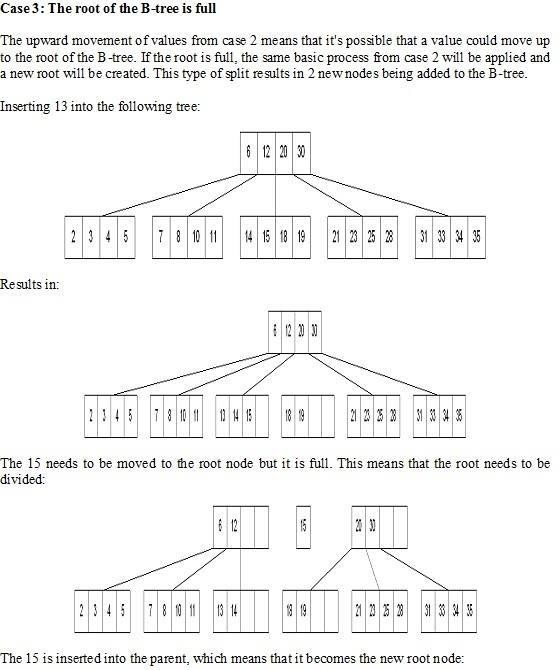 Case 3: The root of the B-tree is full
The upward movement of values from case 2 means that it's possible that a value could move up
to the root of the B-tree. If the root is full, the same basic process from case 2 will be applied and
a new root will be created. This type of split results in 2 new nodes being added to the B-tree.
Inserting 13 into the following tree:
6 12 20 30
2 3 4 5 7 8 10 11 14 15 18 19 21 23 25 28 31 33 34 35
Results in:
6 12 20 30
2 3 4 5 7 8 10 11 13 14 15 18 19 21 23 25 28 31 33 34 35
The 15 needs to be moved to the root node but it is full. This means that the root needs to be
divided:
6 12 15 20 30
2 3 4 5 7 8 10 11 13 14 18 19 21 23 25 28 31 33 34 35
The 15 is inserted into the parent, which means that it becomes the new root node: